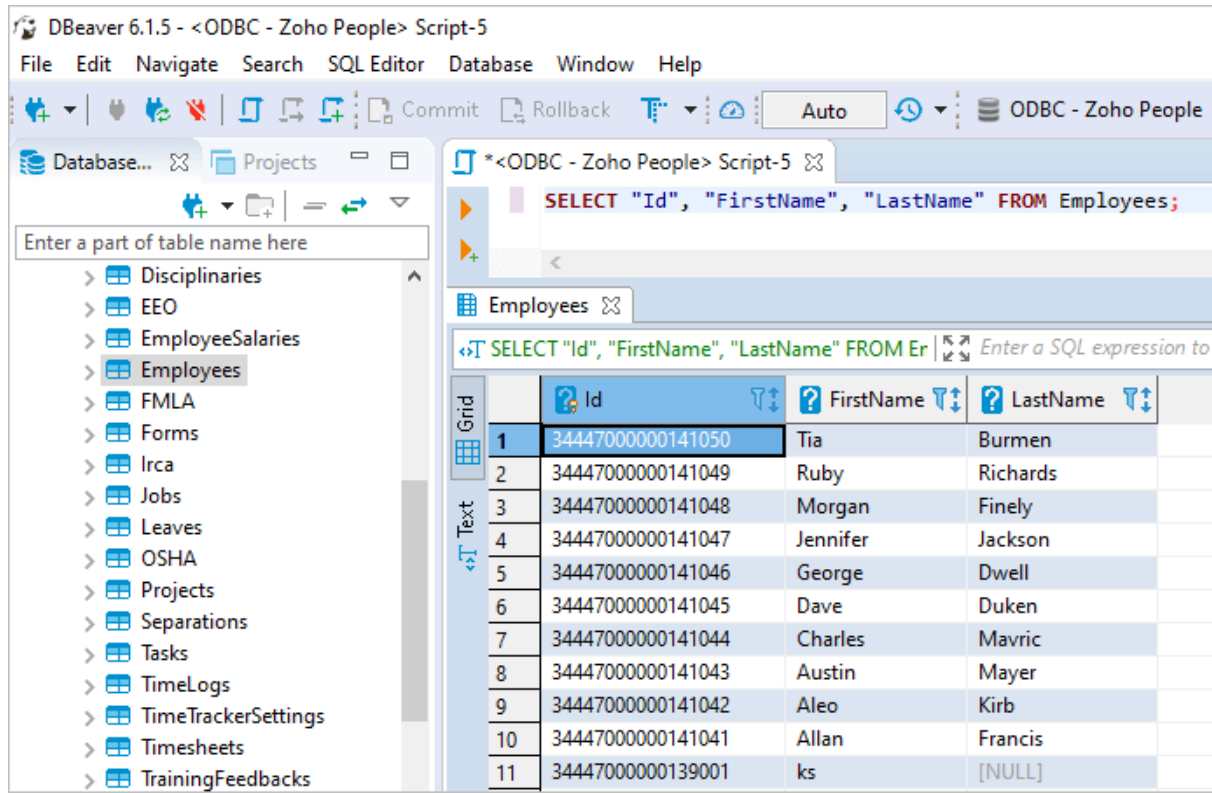 DBeaver 6.1.5 - <ODBC - Zoho People> Script-5
File Edit Navigate Search SQL Editor Database Window Help
Commit Rollback Auto ODBC - Zoho People
Database... Projects
Enter a part of table name here
Disciplinaries
EEO
EmployeeSalaries
Employees
FMLA
Forms
Irca
Jobs
Leaves
OSHA
Projects
Separations
Tasks
TimeLogs
TimeTrackerSettings
Timesheets
TrainingFeedbacks
*<ODBC - Zoho People> Script-5
SELECT "Id", "FirstName", "LastName" FROM Employees;
Employees
SELECT "Id", "FirstName", "LastName" FROM Er Enter a SQL expression to
Grid
Text
Id FirstName LastName
1 34447000000141050 Tia Burmen
2 34447000000141049 Ruby Richards
3 34447000000141048 Morgan Finely
4 34447000000141047 Jennifer Jackson
5 34447000000141046 George Dwell
6 34447000000141045 Dave Duken
7 34447000000141044 Charles Mavric
8 34447000000141043 Austin Mayer
9 34447000000141042 Aleo Kirb
10 34447000000141041 Allan Francis
11 344470000000139001 ks [NULL]